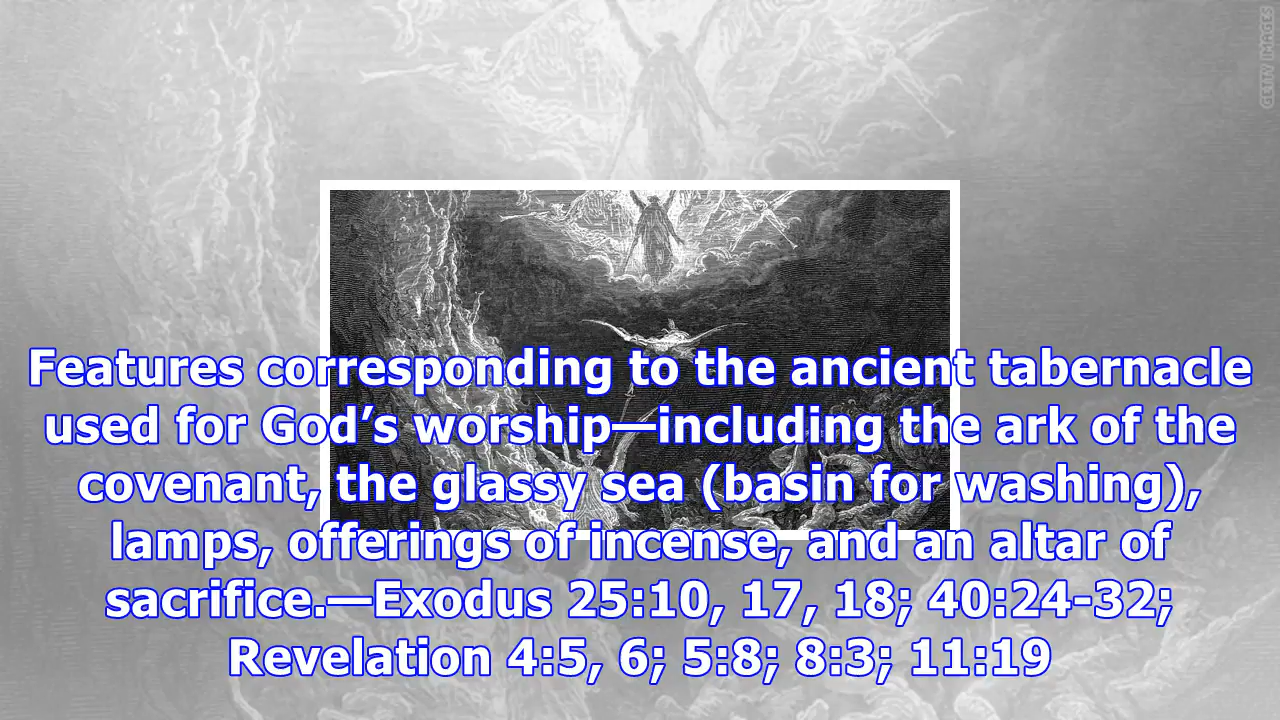 GETTY IMAGES
Features corresponding to the ancient tabernacle
used for God’s worship—including the ark of the
covenant, the glassy sea (basin for washing),
lamps, offerings of incense, and an altar of
sacrifice.—Exodus 25:10, 17, 18; 40:24-32;
Revelation 4:5, 6; 5:8; 8:3; 11:19